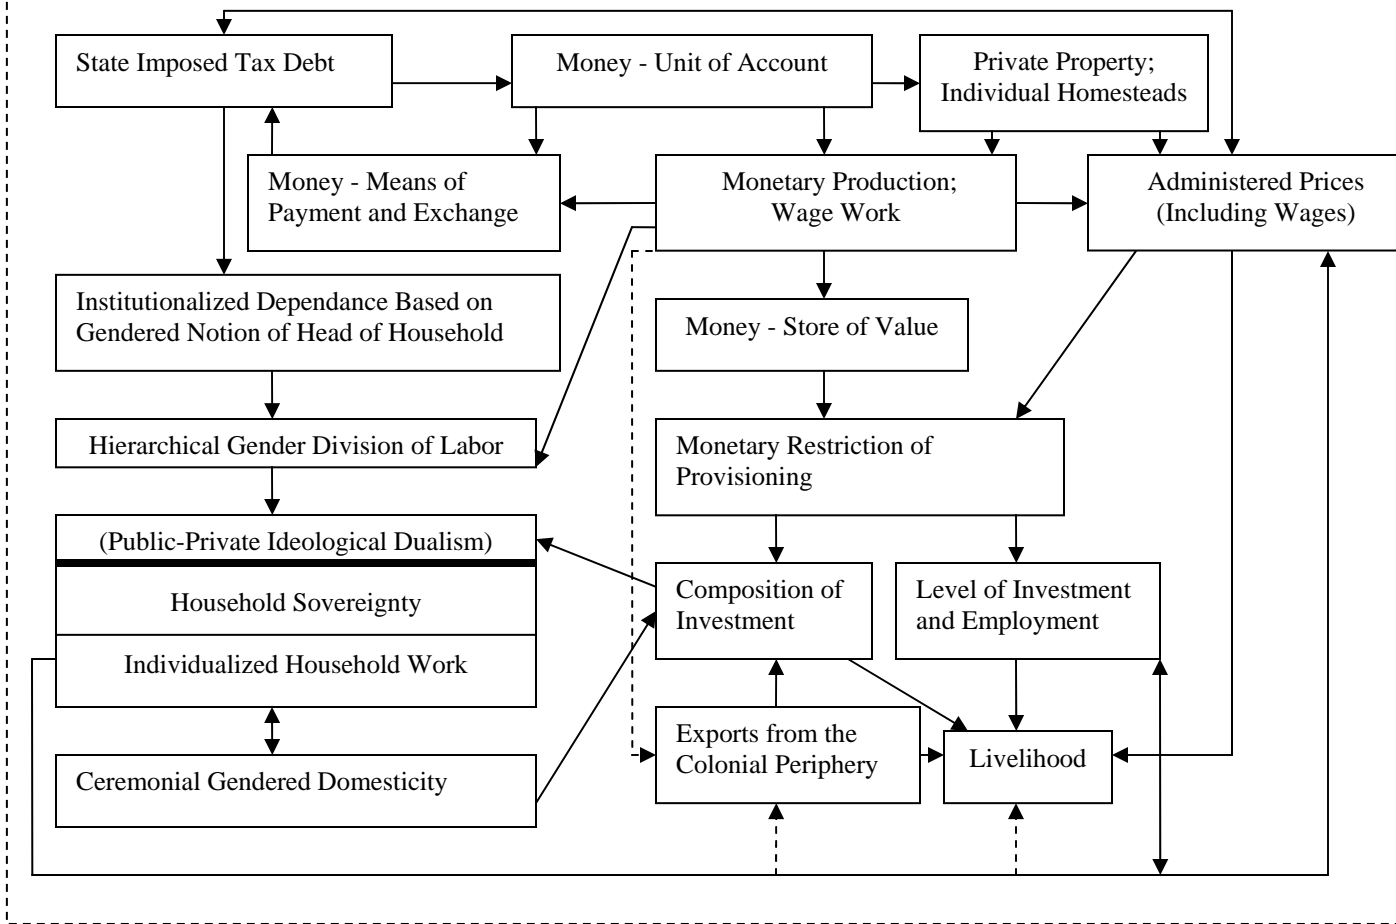 State Imposed Tax Debt
Money - Unit of Account
Private Property;
Individual Homesteads
Money - Means of
Payment and Exchange
Monetary Production;
Wage Work
Administered Prices
(Including Wages)
Institutionalized Dependance Based on
Gendered Notion of Head of Household
Money - Store of Value
Hierarchical Gender Division of Labor
Monetary Restriction of
Provisioning
(Public-Private Ideological Dualism)
Household Sovereignty
Individualized Household Work
Composition of
Investment
Level of Investment
and Employment
Ceremonial Gendered Domesticity
Exports from the
Colonial Periphery
Livelihood